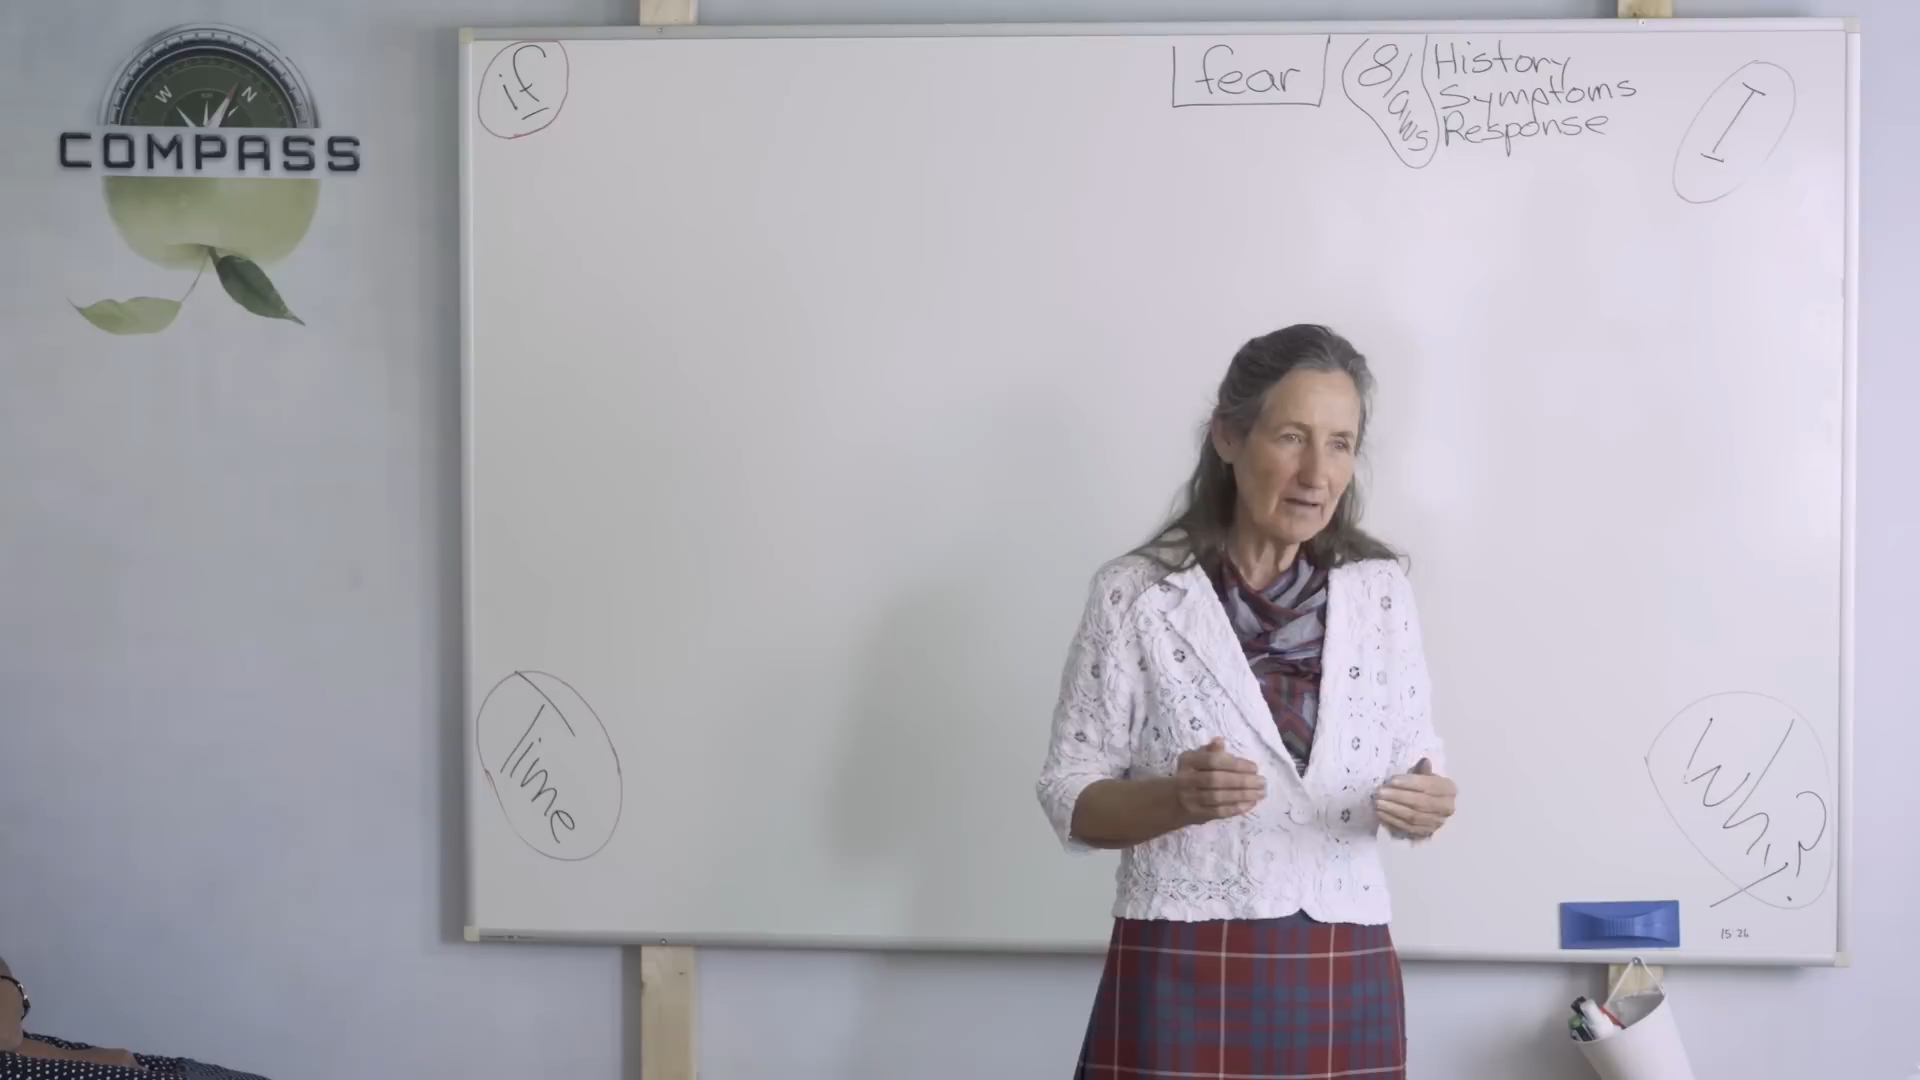 W N
COMPASS
if
fear
8 laws
History
Symptoms
Response
I
Time
Why?
15:26